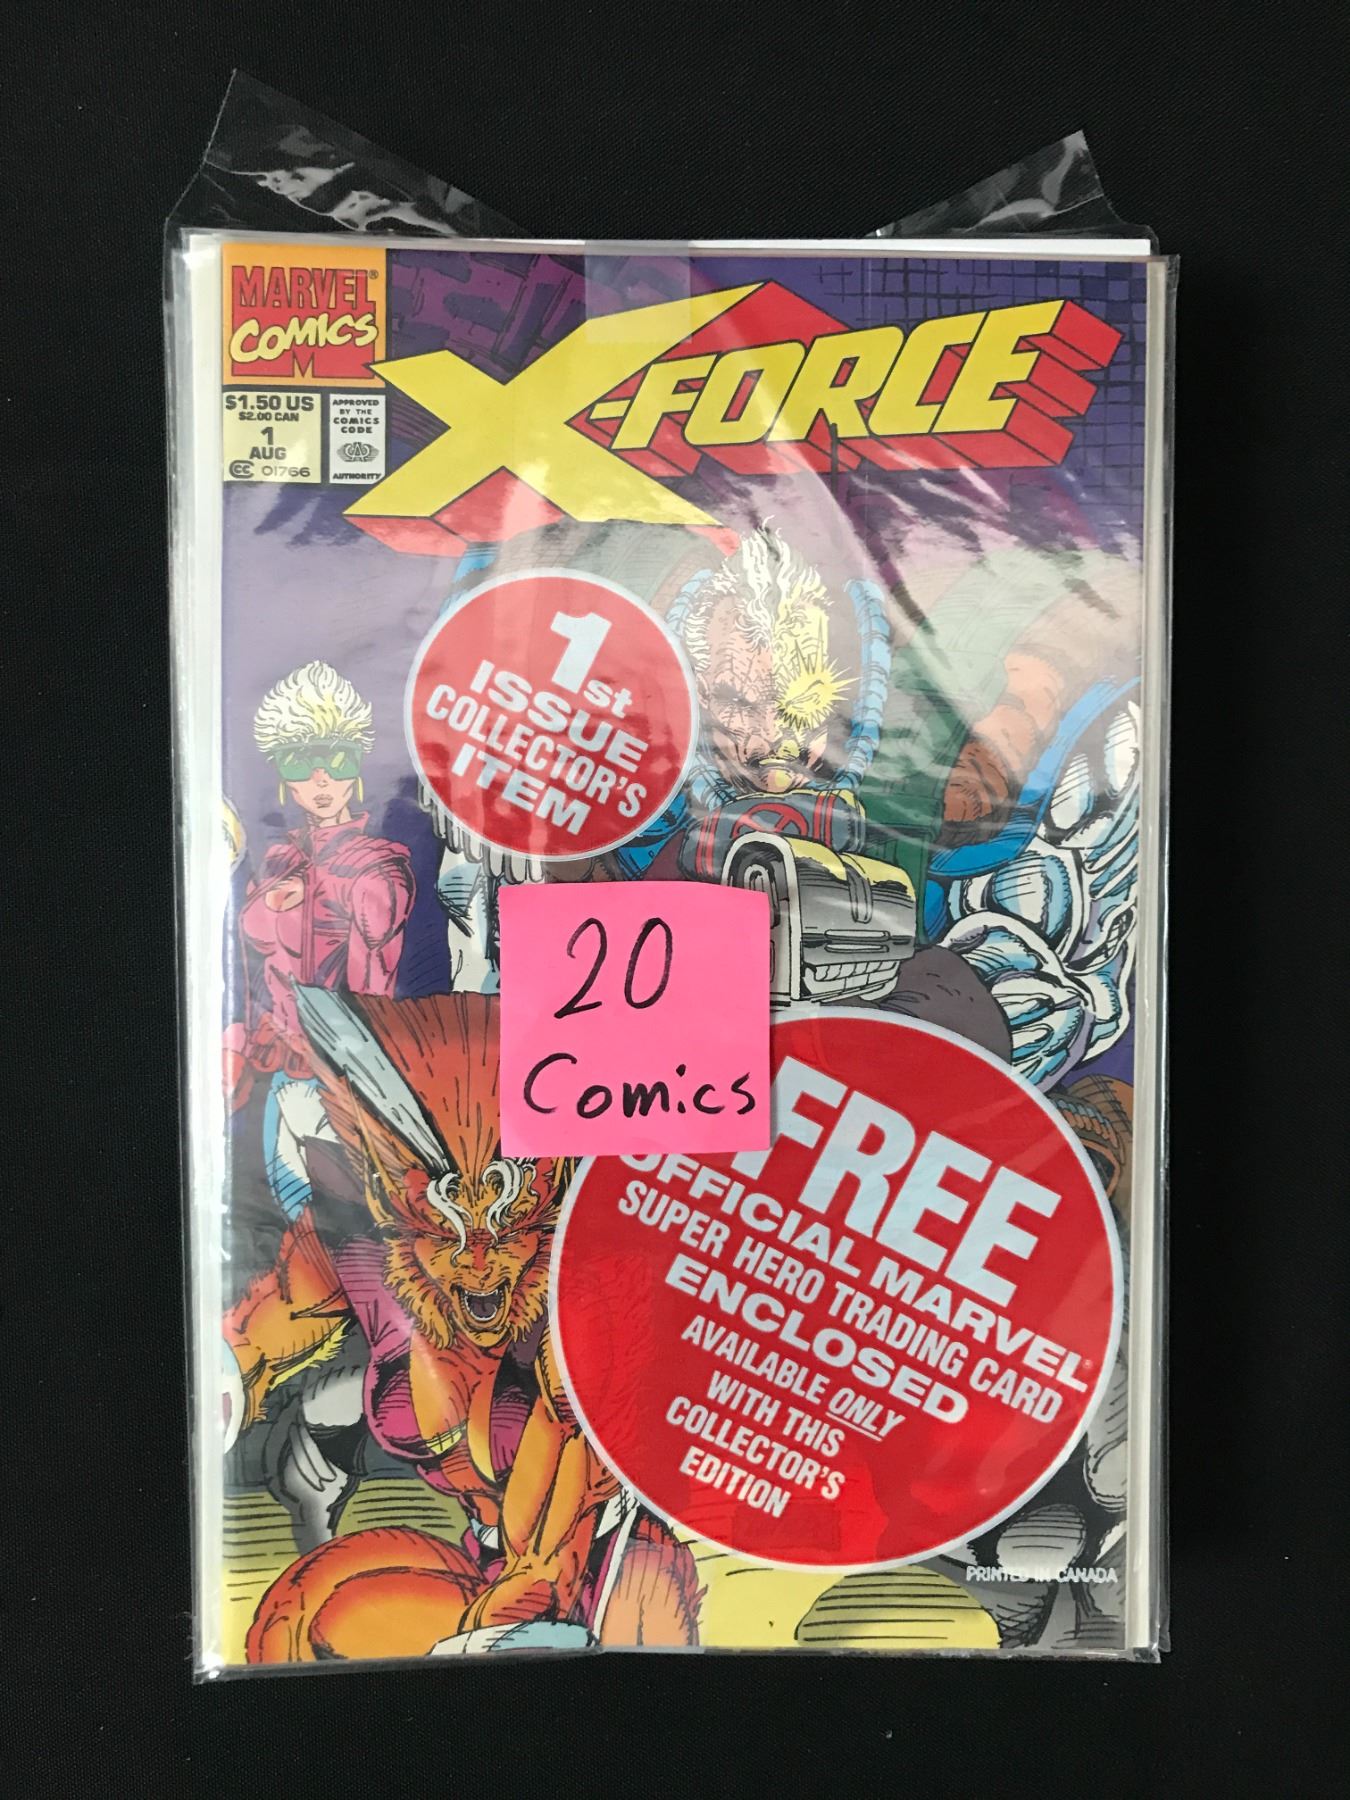 MARVEL®
COMICS
M
$1.50 US
$2.00 CAN
1
AUG
CC 01766
APPROVED
BY THE
COMICS
CODE
AUTHORITY
X-FORCE
1st
ISSUE
COLLECTOR'S
ITEM
20
Comics
FREE
OFFICIAL MARVEL®
SUPER HERO TRADING CARD
ENCLOSED
AVAILABLE ONLY
WITH THIS
COLLECTOR'S
EDITION
PRINTED IN CANADA